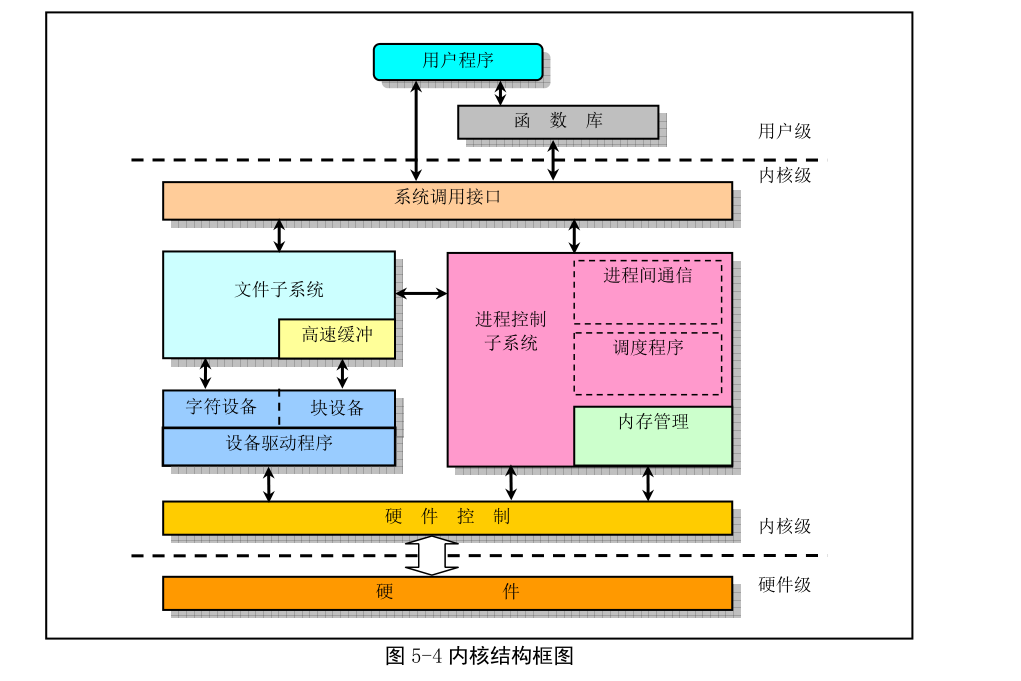 用户程序
函 数 库
用户级
内核级
系统调用接口
文件子系统
高速缓冲
进程控制
子系统
进程间通信
调度程序
内存管理
字符设备
块设备
设备驱动程序
硬 件 控 制
内核级
硬件级
硬 件
图 5-4 内核结构框图